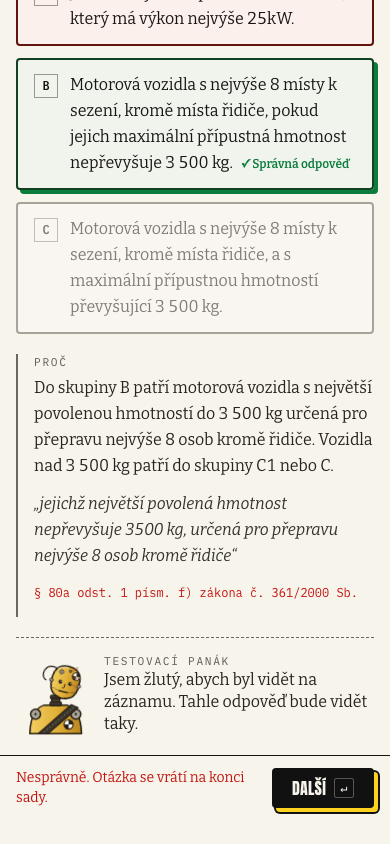 který má výkon nejvýše 25kW.
B
Motorová vozidla s nejvýše 8 místy k
sezení, kromě místa řidiče, pokud
jejich maximální přípustná hmotnost
nepřevyšuje 3 500 kg. ✓Správná odpověď
C
Motorová vozidla s nejvýše 8 místy k
sezení, kromě místa řidiče, a s
maximální přípustnou hmotností
převyšující 3 500 kg.
PROČ
Do skupiny B patří motorová vozidla s největší
povolenou hmotností do 3 500 kg určená pro
přepravu nejvýše 8 osob kromě řidiče. Vozidla
nad 3 500 kg patří do skupiny C1 nebo C.
„jejichž největší povolená hmotnost
nepřevyšuje 3500 kg, určená pro přepravu
nejvýše 8 osob kromě řidiče“
§ 80a odst. 1 písm. f) zákona č. 361/2000 Sb.
TESTOVACÍ PANÁK
Jsem žlutý, abych byl vidět na
záznamu. Tahle odpověď bude vidět
taky.
Nesprávně. Otázka se vrátí na konci
sady.
DALŠÍ ↵